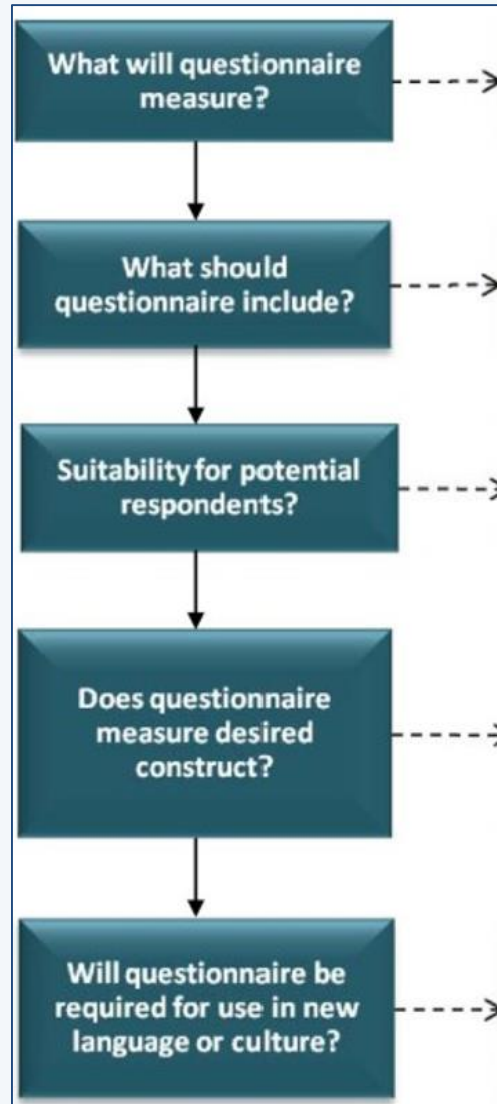 What will questionnaire
measure?
What should
questionnaire include?
Suitability for potential
respondents?
Does questionnaire
measure desired
construct?
Will questionnaire be
required for use in new
language or culture?